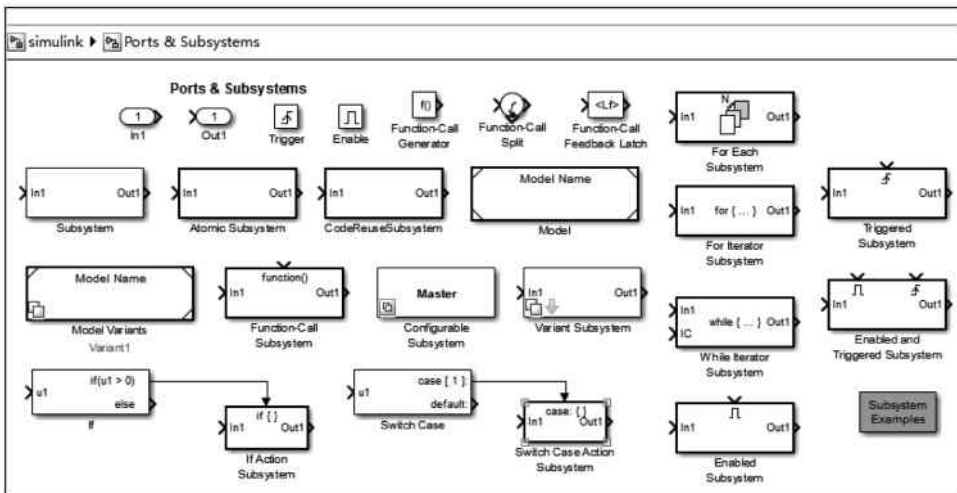 simulink ▶ Ports & Subsystems
Ports & Subsystems
1
In1
1
Out1
Trigger
Enable
f()
Function-Call
Generator
f
Function-Call
Split
<Lf>
Function-Call
Feedback Latch
N
In1
Out1
For Each
Subsystem
In1
Out1
Subsystem
In1
Out1
Atomic Subsystem
In1
Out1
CodeReuseSubsystem
Model Name
Model
In1
for { ... }
Out1
For Iterator
Subsystem
In1
Out1
Triggered
Subsystem
Model Name
Model Variants
Variant1
function()
In1
Out1
Function-Call
Subsystem
Master
Configurable
Subsystem
In1
Out1
Variant Subsystem
In1
while { ... }
Out1
IC
While Iterator
Subsystem
In1
Out1
Enabled and
Triggered Subsystem
u1
if(u1 > 0)
else
If
if { }
In1
Out1
If Action
Subsystem
u1
case [ 1 ]:
default:
Switch Case
case: { }
In1
Out1
Switch Case Action
Subsystem
In1
Out1
Enabled
Subsystem
Subsystem
Examples